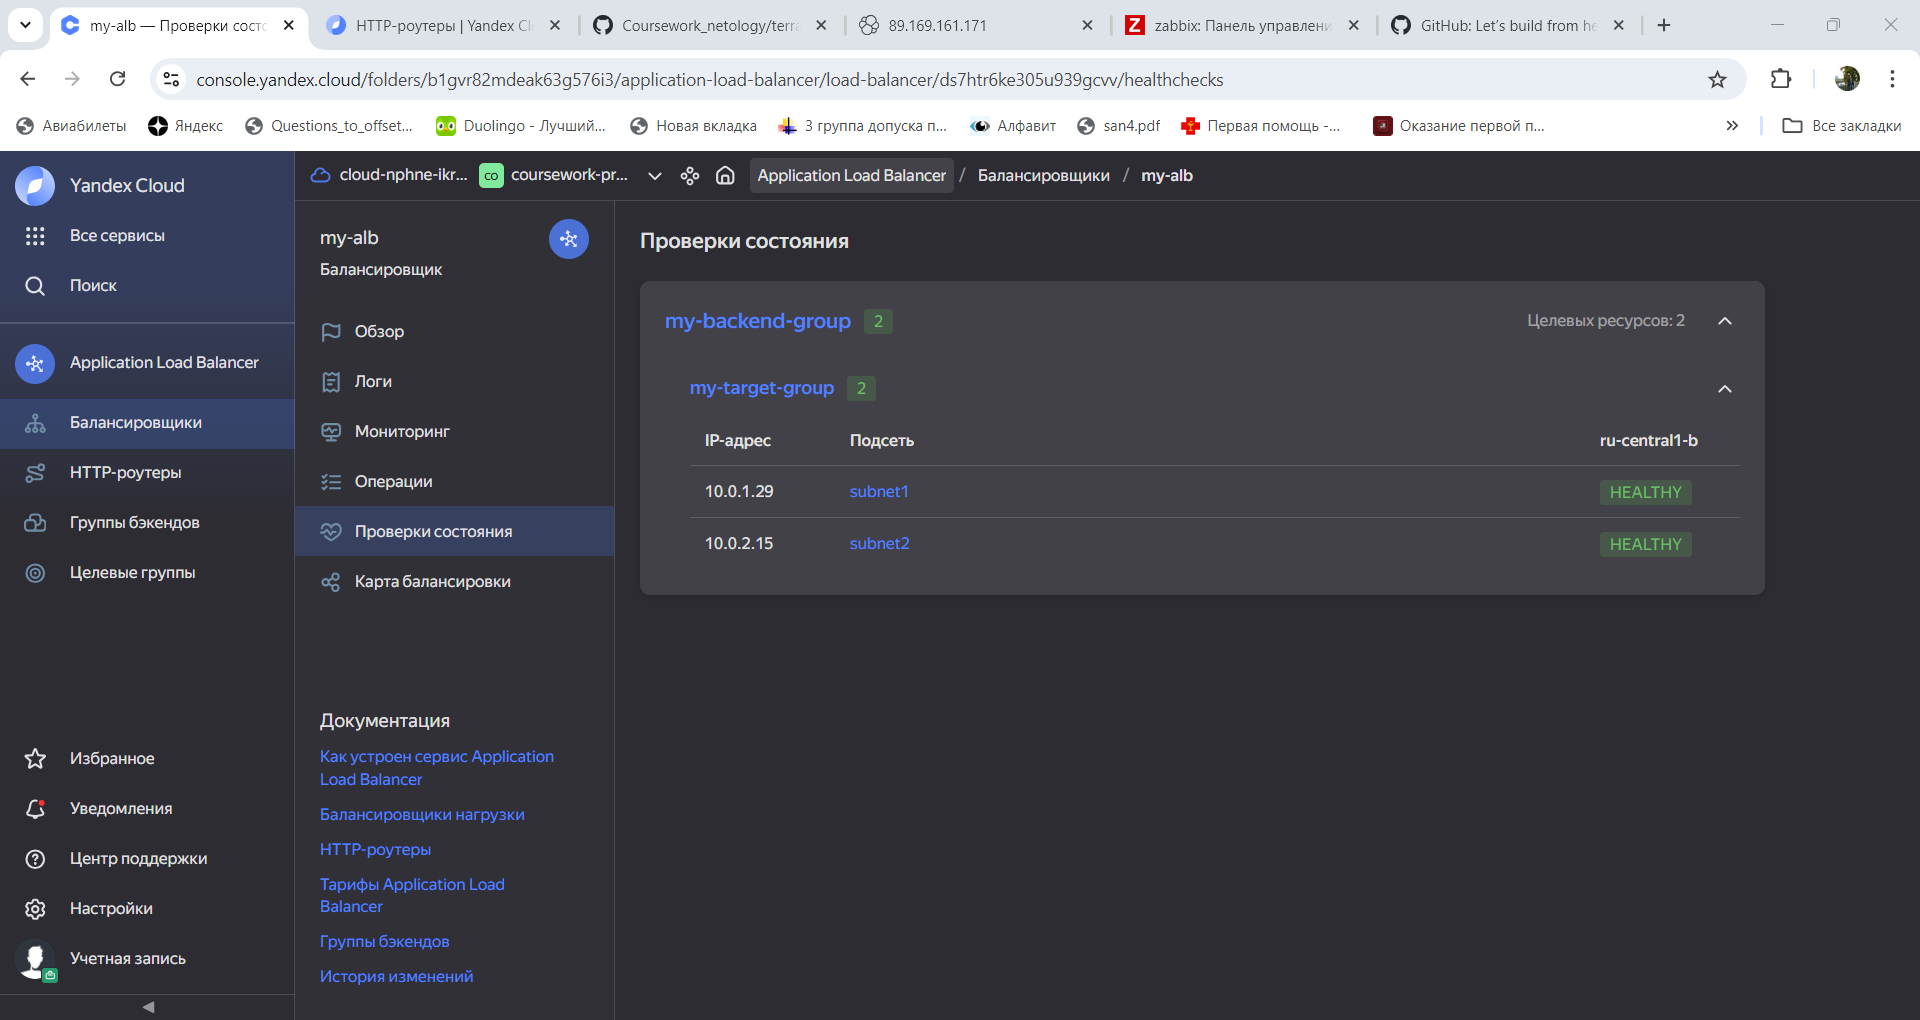 my-alb — Проверки состо
HTTP-роутеры | Yandex Cl
Coursework_netology/terra
89.169.161.171
zabbix: Панель управлени
GitHub: Let's build from he
console.yandex.cloud/folders/b1gvr82mdeak63g576i3/application-load-balancer/load-balancer/ds7htr6ke305u939gcvv/healthchecks
Авиабилеты
Яндекс
Questions_to_offset...
Duolingo - Лучший...
Новая вкладка
3 группа допуска п...
Алфавит
san4.pdf
Первая помощь -...
Оказание первой п...
Все закладки
Yandex Cloud
Все сервисы
Поиск
Application Load Balancer
Балансировщики
HTTP-роутеры
Группы бэкендов
Целевые группы
Избранное
Уведомления
Центр поддержки
Настройки
Учетная запись
cloud-nphne-ikr...
co
coursework-pr...
Application Load Balancer / Балансировщики / my-alb
my-alb
Балансировщик
Обзор
Логи
Мониторинг
Операции
Проверки состояния
Карта балансировки
Документация
Как устроен сервис Application
Load Balancer
Балансировщики нагрузки
HTTP-роутеры
Тарифы Application Load
Balancer
Группы бэкендов
История изменений
Проверки состояния
my-backend-group 2
Целевых ресурсов: 2
my-target-group 2
IP-адрес Подсеть ru-central1-b
10.0.1.29 subnet1 HEALTHY
10.0.2.15 subnet2 HEALTHY